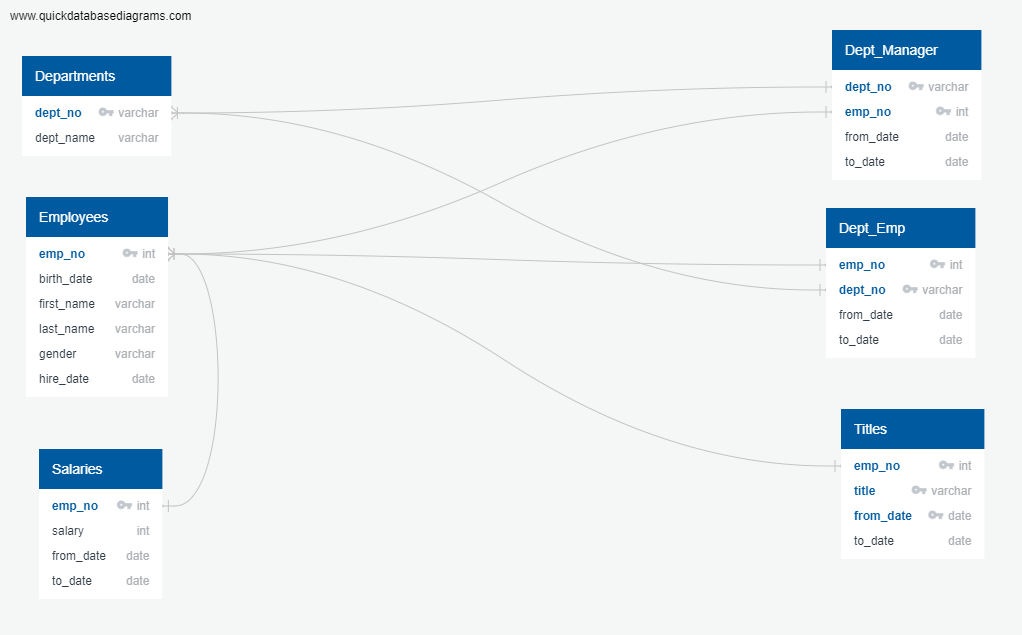 www.quickdatabasediagrams.com
Departments
dept_no varchar
dept_name varchar
Employees
emp_no int
birth_date date
first_name varchar
last_name varchar
gender varchar
hire_date date
Salaries
emp_no int
salary int
from_date date
to_date date
Dept_Manager
dept_no varchar
emp_no int
from_date date
to_date date
Dept_Emp
emp_no int
dept_no varchar
from_date date
to_date date
Titles
emp_no int
title varchar
from_date date
to_date date